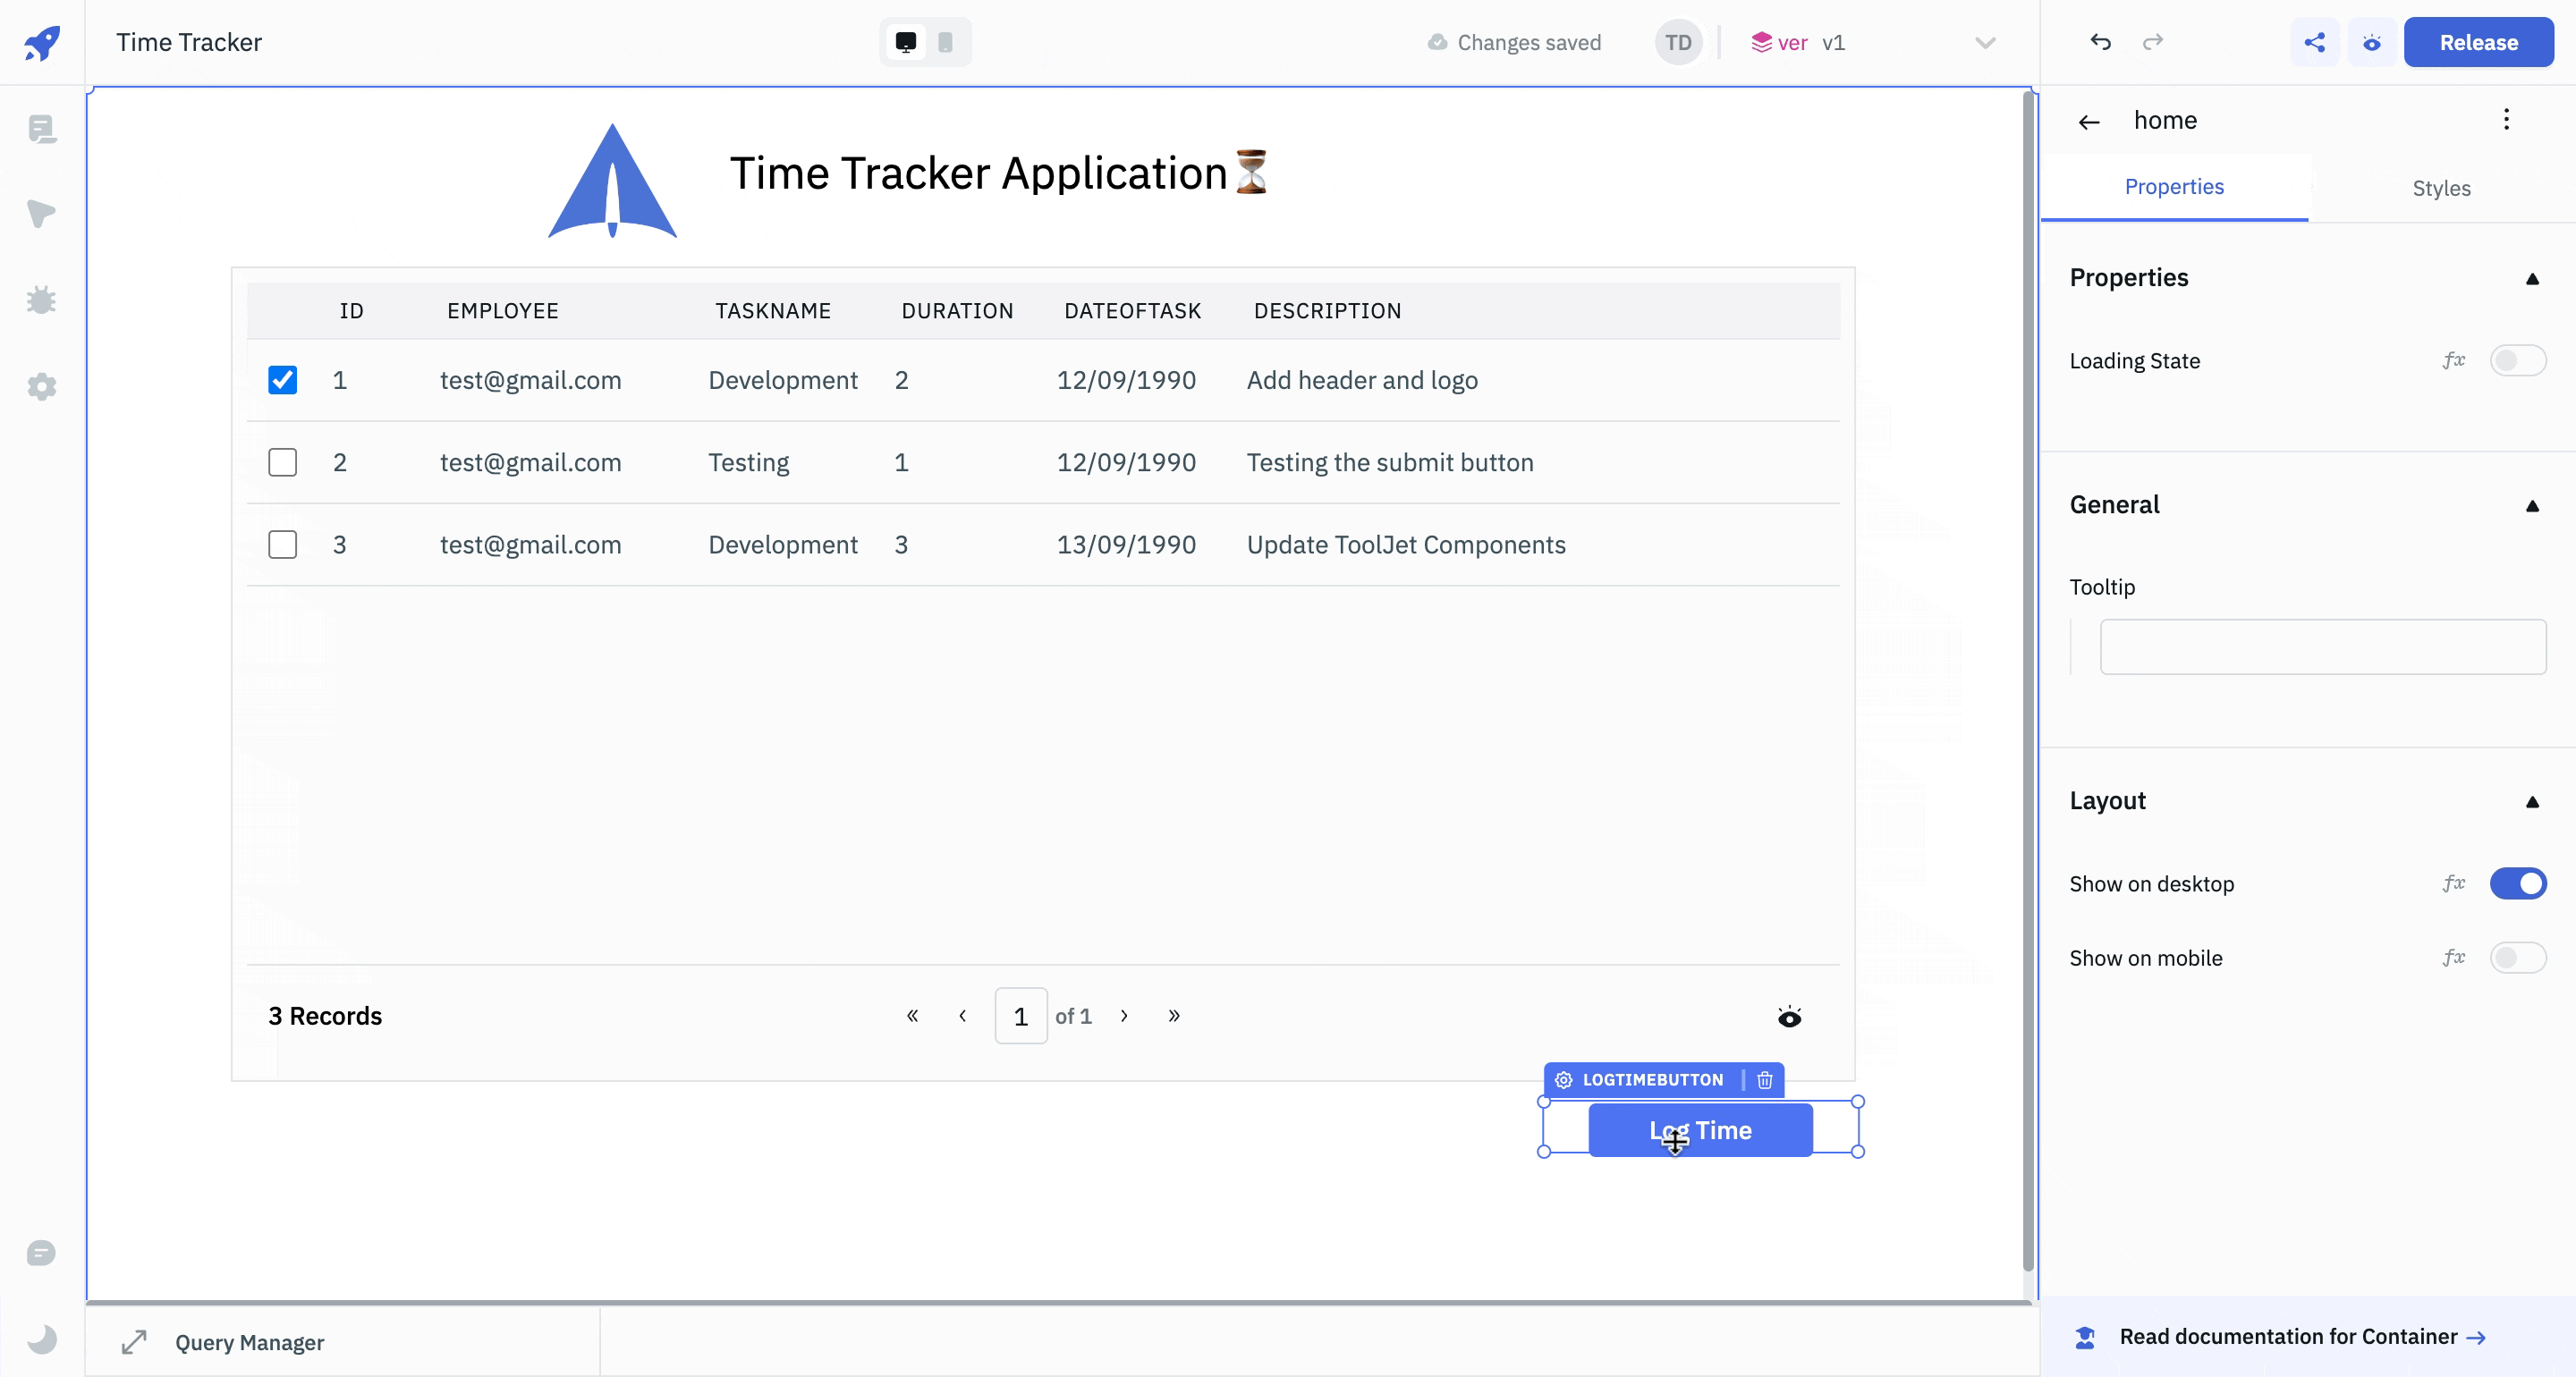 Time Tracker
Changes saved
TD
ver v1
Release
home
Properties
Styles
Time Tracker Application
ID EMPLOYEE TASKNAME DURATION DATEOFTASK DESCRIPTION
1 test@gmail.com Development 2 12/09/1990 Add header and logo
2 test@gmail.com Testing 1 12/09/1990 Testing the submit button
3 test@gmail.com Development 3 13/09/1990 Update ToolJet Components
3 Records
« ‹ 1 of 1 › »
LOGTIMEBUTTON
Log Time
Properties
Loading State fx
General
Tooltip
Layout
Show on desktop fx
Show on mobile fx
Query Manager
Read documentation for Container →